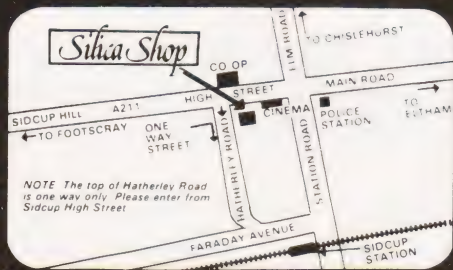 Silica Shop
ELM ROAD
TO CHISLEHURST
CO OP
MAIN ROAD
HIGH STREET
SIDCUP HILL A211
CINEMA
POLICE
STATION
TO
ELTHAM
TO FOOTSCRAY
ONE
WAY
STREET
HATHERLEY ROAD
STATION ROAD
NOTE The top of Hatherley Road
is one way only Please enter from
Sidcup High Street
FARADAY AVENUE
SIDCUP
STATION